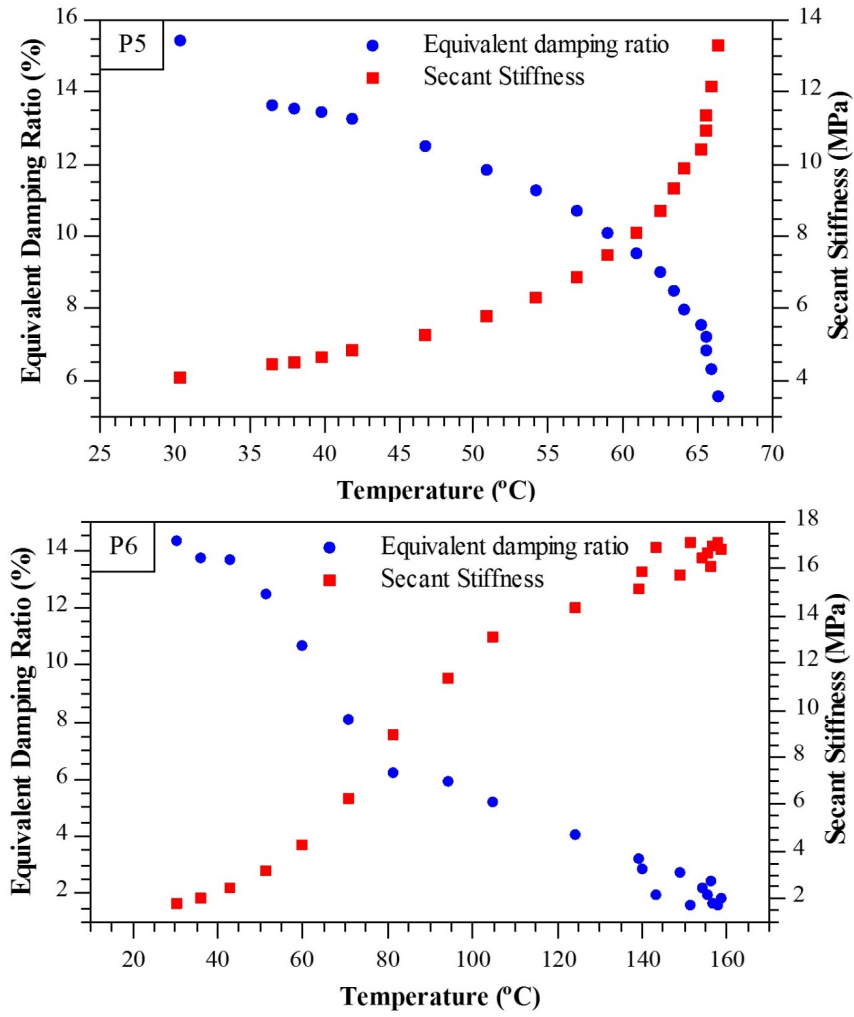 P5
Equivalent damping ratio
Secant Stiffness
Equivalent Damping Ratio (%)
16
14
12
10
8
6
Secant Stiffness (MPa)
14
12
10
8
6
4
25 30 35 40 45 50 55 60 65 70
Temperature (ºC)
P6
Equivalent damping ratio
Secant Stiffness
Equivalent Damping Ratio (%)
14
12
10
8
6
4
2
Secant Stiffness (MPa)
18
16
14
12
10
8
6
4
2
20 40 60 80 100 120 140 160
Temperature (ºC)